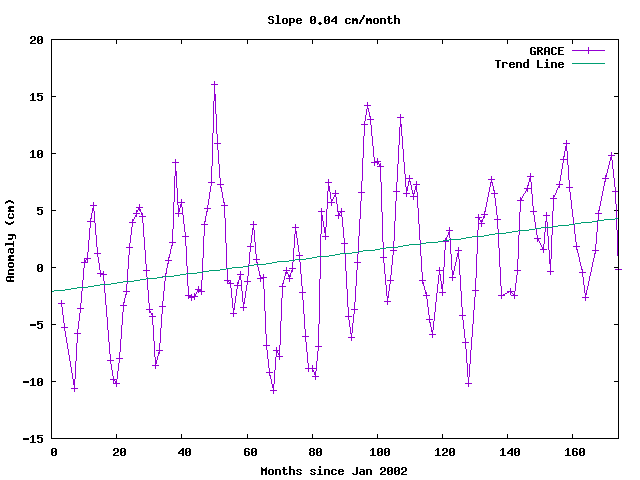 Slope 0.04 cm/month
GRACE
Trend Line
20
15
10
5
0
-5
-10
-15
Anomaly (cm)
0 20 40 60 80 100 120 140 160
Months since Jan 2002